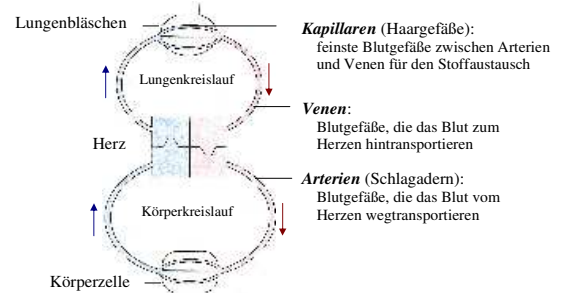 Lungenbläschen
Kapillaren (Haargefäße):
feinste Blutgefäße zwischen Arterien
und Venen für den Stoffaustausch
Lungenkreislauf
Venen:
Blutgefäße, die das Blut zum
Herzen hintransportieren
Herz
Arterien (Schlagadern):
Blutgefäße, die das Blut vom
Herzen wegtransportieren
Körperkreislauf
Körperzelle